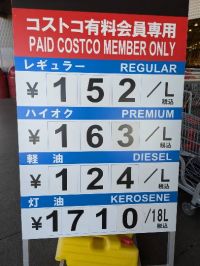 コストコ有料会員専用
PAID COSTCO MEMBER ONLY
レギュラー REGULAR
¥152/L 税込
ハイオク PREMIUM
¥163/L 税込
軽油 DIESEL
¥124/L 税込
灯油 KEROSENE
¥1710/18L 税込